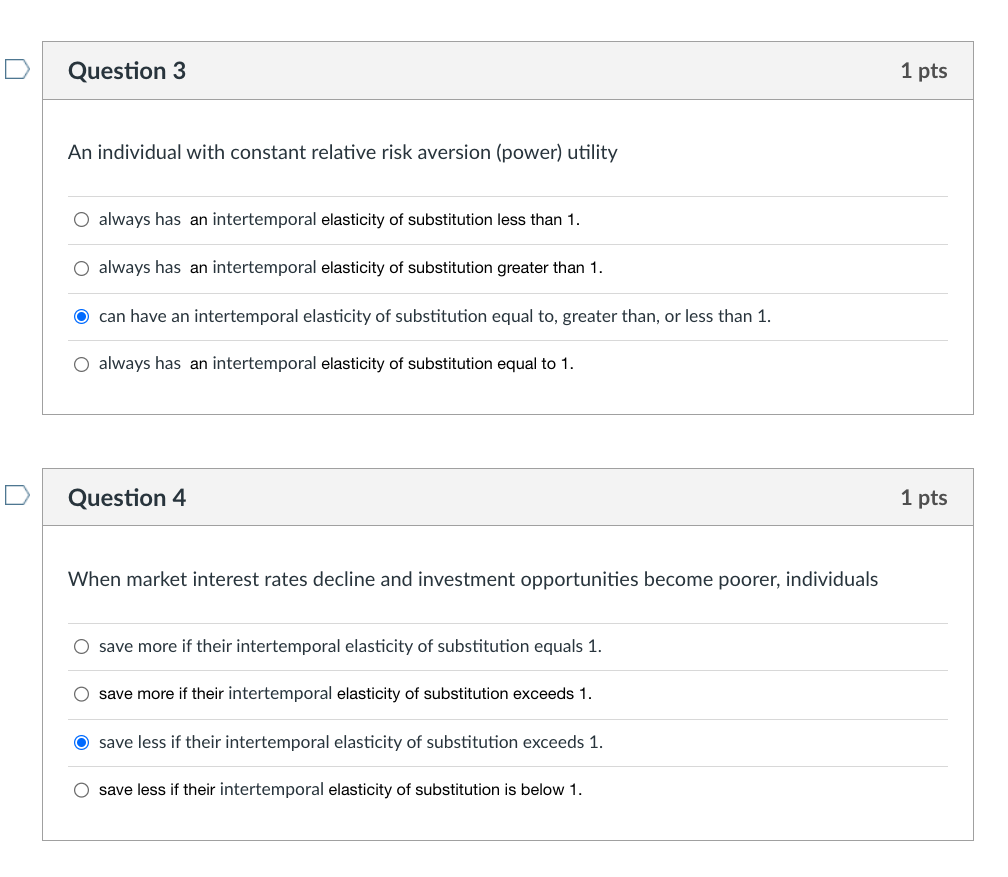 Question 3
1 pts
An individual with constant relative risk aversion (power) utility
always has an intertemporal elasticity of substitution less than 1.
always has an intertemporal elasticity of substitution greater than 1.
can have an intertemporal elasticity of substitution equal to, greater than, or less than 1.
always has an intertemporal elasticity of substitution equal to 1.
Question 4
1 pts
When market interest rates decline and investment opportunities become poorer, individuals
save more if their intertemporal elasticity of substitution equals 1.
save more if their intertemporal elasticity of substitution exceeds 1.
save less if their intertemporal elasticity of substitution exceeds 1.
save less if their intertemporal elasticity of substitution is below 1.